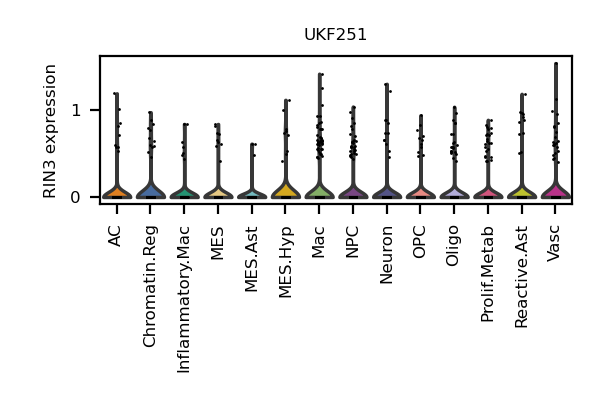 UKF251
RIN3 expression
1
0
AC
Chromatin.Reg
Inflammatory.Mac
MES
MES.Ast
MES.Hyp
Mac
NPC
Neuron
OPC
Oligo
Prolif.Metab
Reactive.Ast
Vasc